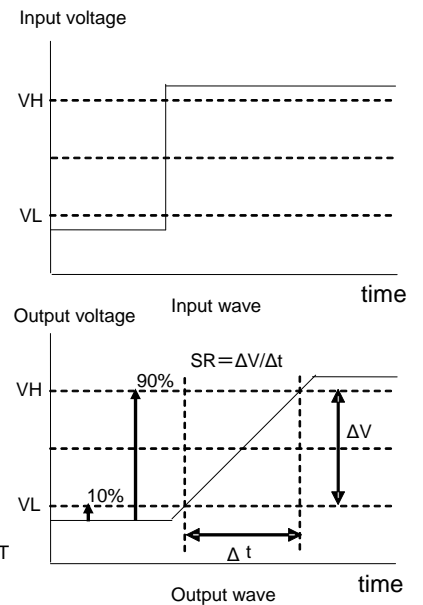 Input voltage
VH
VL
time
Input wave
Output voltage
SR＝ΔV/Δt
90%
VH
ΔV
VL
10%
T
Δ t
time
Output wave